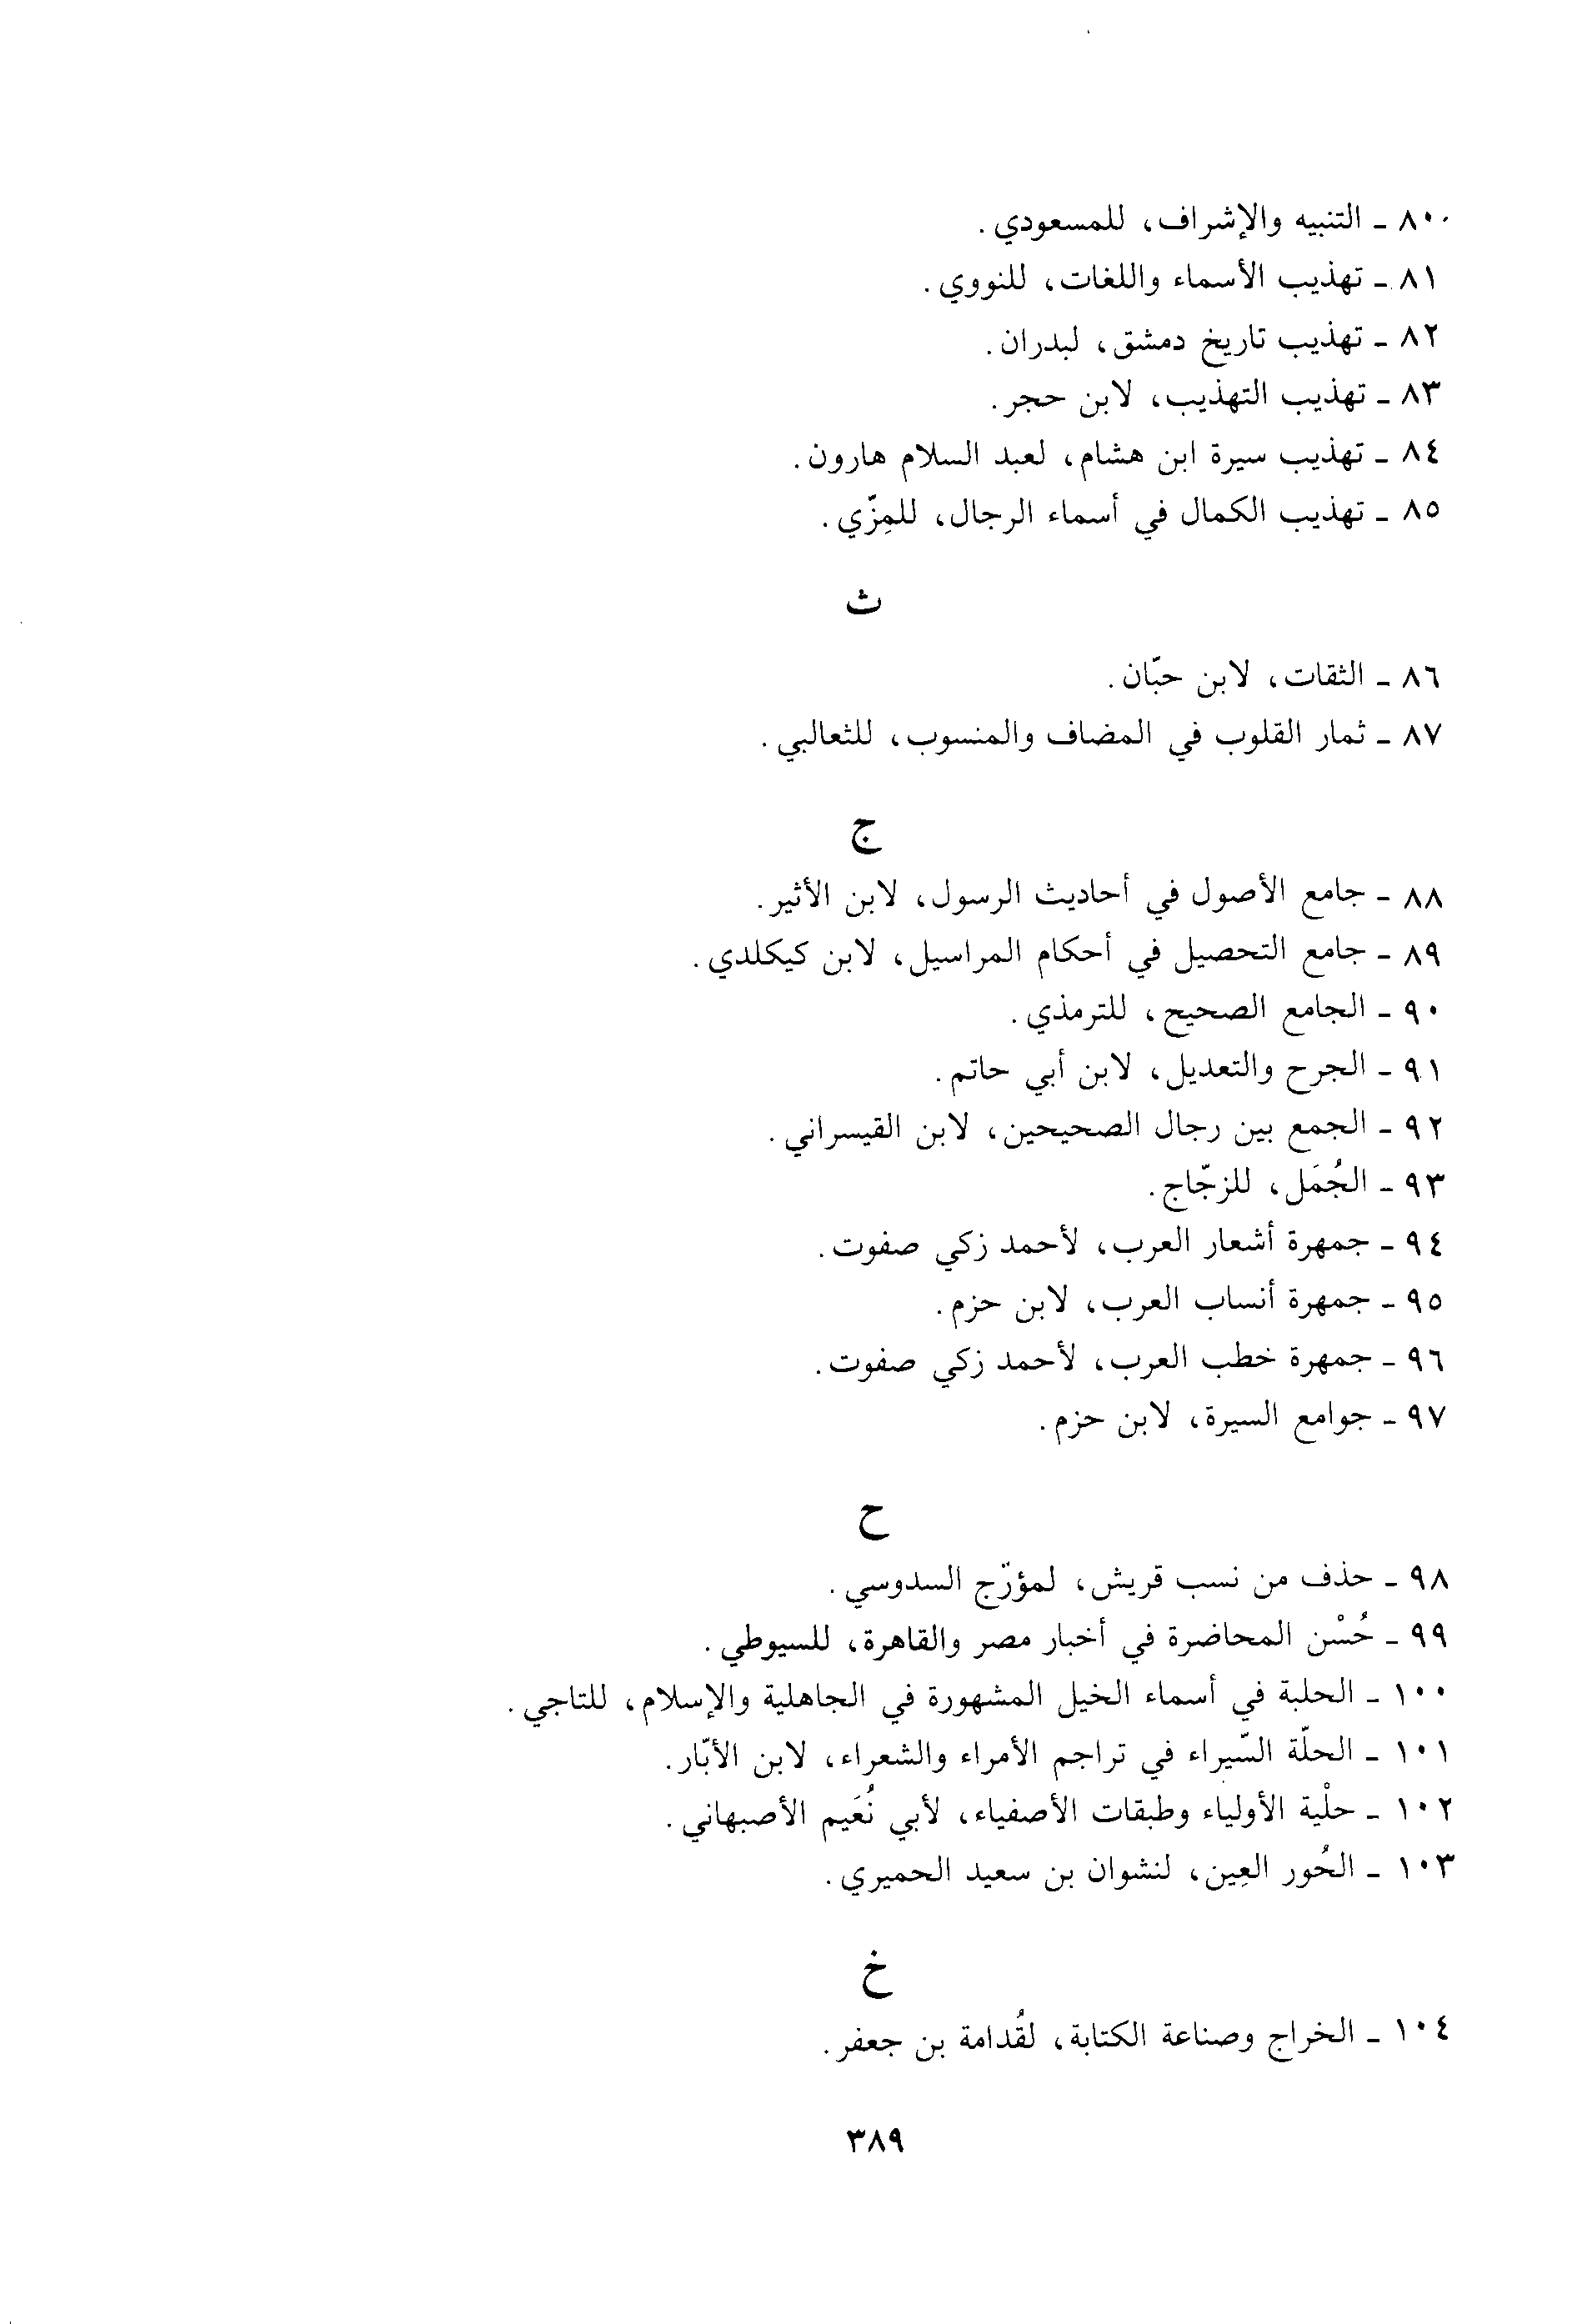 ٨٠ - التنبيه والإشراف، للمسعودي.
٨١ - تهذيب الأسماء واللغات، للنووي.
٨٢ - تهذيب تاريخ دمشق، لبدران.
٨٣ - تهذيب التهذيب، لابن حجر.
٨٤ - تهذيب سيرة ابن هشام، لعبد السلام هارون.
٨٥ - تهذيب الكمال في أسماء الرجال، للمِزّي.
ث
٨٦ - الثقات، لابن حبّان.
٨٧ - ثمار القلوب في المضاف والمنسوب، للثعالبي.
ج
٨٨ - جامع الأصول في أحاديث الرسول، لابن الأثير.
٨٩ - جامع التحصيل في أحكام المراسيل، لابن كيكلدي.
٩٠ - الجامع الصحيح، للترمذي.
٩١ - الجرح والتعديل، لابن أبي حاتم.
٩٢ - الجمع بين رجال الصحيحين، لابن القيسراني.
٩٣ - الجُمَل، للزجّاج.
٩٤ - جمهرة أشعار العرب، لأحمد زكي صفوت.
٩٥ - جمهرة أنساب العرب، لابن حزم.
٩٦ - جمهرة خطب العرب، لأحمد زكي صفوت.
٩٧ - جوامع السيرة، لابن حزم.
ح
٩٨ - حذف من نسب قريش، لمؤرّج السدوسي.
٩٩ - حُسْن المحاضرة في أخبار مصر والقاهرة، للسيوطي.
١٠٠ - الحلبة في أسماء الخيل المشهورة في الجاهلية والإسلام، للتاجي.
١٠١ - الحلّة السّيراء في تراجم الأمراء والشعراء، لابن الأبّار.
١٠٢ - حلْية الأولياء وطبقات الأصفياء، لأبي نُعَيم الأصبهاني.
١٠٣ - الحُور العِين، لنشوان بن سعيد الحميري.
خ
١٠٤ - الخراج وصناعة الكتابة، لقُدامة بن جعفر.
٣٨٩